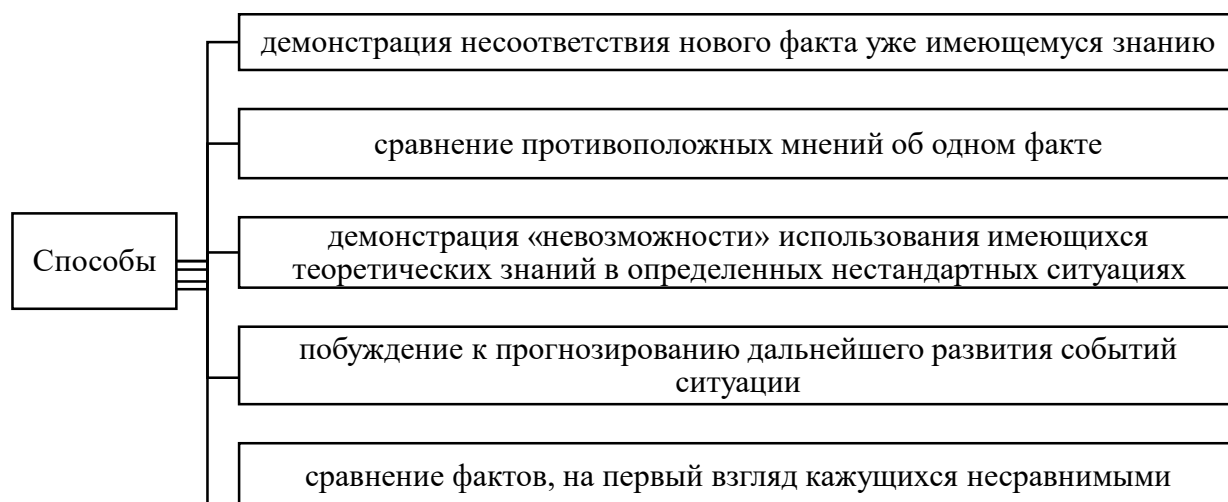 демонстрация несоответствия нового факта уже имеющемуся знанию
сравнение противоположных мнений об одном факте
Способы
демонстрация «невозможности» использования имеющихся
теоретических знаний в определенных нестандартных ситуациях
побуждение к прогнозированию дальнейшего развития событий
ситуации
сравнение фактов, на первый взгляд кажущихся несравнимыми